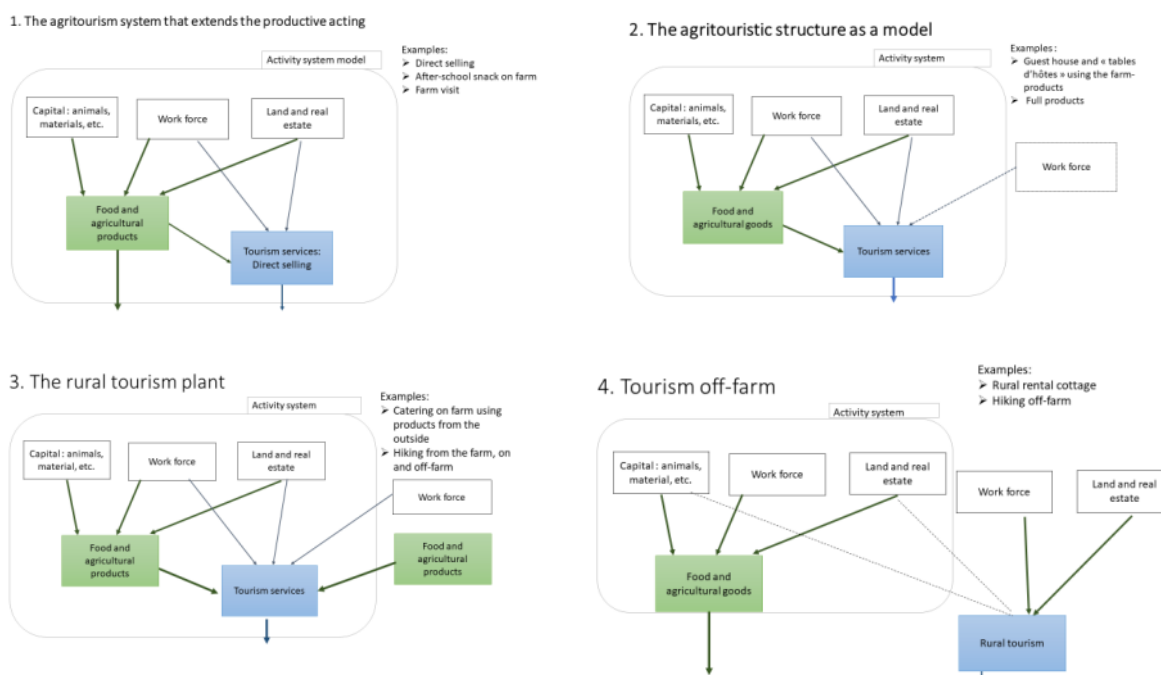 1. The agritourism system that extends the productive acting
Activity system model
Examples:
➢ Direct selling
➢ After-school snack on farm
➢ Farm visit
Capital : animals,
materials, etc.
Work force
Land and real
estate
Food and
agricultural
products
Tourism services:
Direct selling
2. The agritouristic structure as a model
Activity system
Examples :
➢ Guest house and « tables
d'hôtes » using the farm-
products
➢ Full products
Capital : animals,
materials, etc.
Work force
Land and real
estate
Work force
Food and
agricultural goods
Tourism services
3. The rural tourism plant
Activity system
Examples:
➢ Catering on farm using
products from the
outside
➢ Hiking from the farm, on
and off-farm
Capital : animals,
material, etc.
Work force
Land and real
estate
Work force
Food and
agricultural
products
Tourism services
Food and
agricultural
products
4. Tourism off-farm
Activity system
Examples:
➢ Rural rental cottage
➢ Hiking off-farm
Capital : animals,
material, etc.
Work force
Land and real
estate
Work force
Land and real
estate
Food and
agricultural goods
Rural tourism